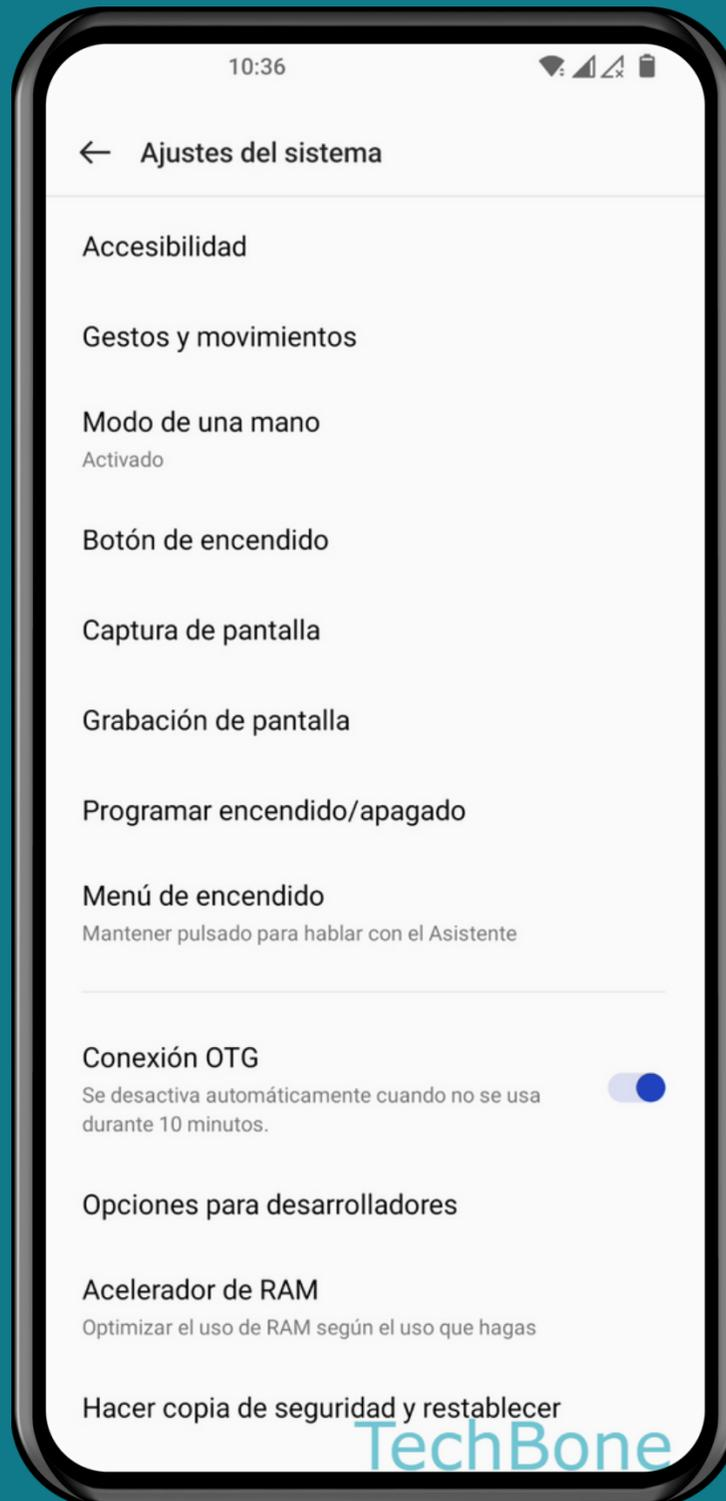 10:36
Ajustes del sistema
Accesibilidad
Gestos y movimientos
Modo de una mano
Activado
Botón de encendido
Captura de pantalla
Grabación de pantalla
Programar encendido/apagado
Menú de encendido
Mantener pulsado para hablar con el Asistente
Conexión OTG
Se desactiva automáticamente cuando no se usa
durante 10 minutos.
Opciones para desarrolladores
Acelerador de RAM
Optimizar el uso de RAM según el uso que hagas
Hacer copia de seguridad y restablecer
TechBone